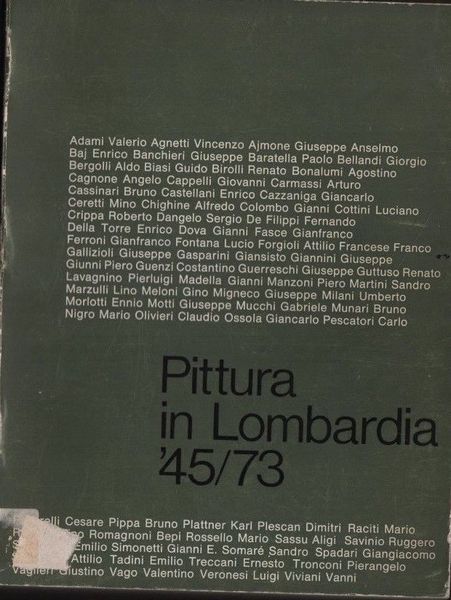 Adami Valerio Agnetti Vincenzo Ajmone Giuseppe Anselmo
Baj Enrico Banchieri Giuseppe Baratella Paolo Bellandi Giorgio
Bergolli Aldo Biasi Guido Birolli Renato Bonalumi Agostino
Cagnone Angelo Cappelli Giovanni Carmassi Arturo
Cassinari Bruno Castellani Enrico Cazzaniga Giancarlo
Ceretti Mino Chighine Alfredo Colombo Gianni Cottini Luciano
Crippa Roberto Dangelo Sergio De Filippi Fernando
Della Torre Enrico Dova Gianni Fasce Gianfranco
Ferroni Gianfranco Fontana Lucio Forgioli Attilio Francese Franco
Gallizioli Giuseppe Gasparini Giansisto Giannini Giuseppe
Giunni Piero Guenzi Costantino Guerreschi Giuseppe Guttuso Renato
Lavagnino Pierluigi Madella Gianni Manzoni Piero Martini Sandro
Marzulli Lino Meloni Gino Migneco Giuseppe Milani Umberto
Morlotti Ennio Motti Giuseppe Mucchi Gabriele Munari Bruno
Nigro Mario Olivieri Claudio Ossola Giancarlo Pescatori Carlo
Pittura
in Lombardia
'45/73
Cesare Pippa Bruno Plattner Karl Plescan Dimitri Raciti Mario
Romagnoni Bepi Rossello Mario Sassu Aligi Savinio Ruggero
Emilio Simonetti Gianni E. Somaré Sandro Spadari Giangiacomo
Attilio Tadini Emilio Treccani Ernesto Tronconi Pierangelo
Vaglieri Giustino Vago Valentino Veronesi Luigi Viviani Vanni